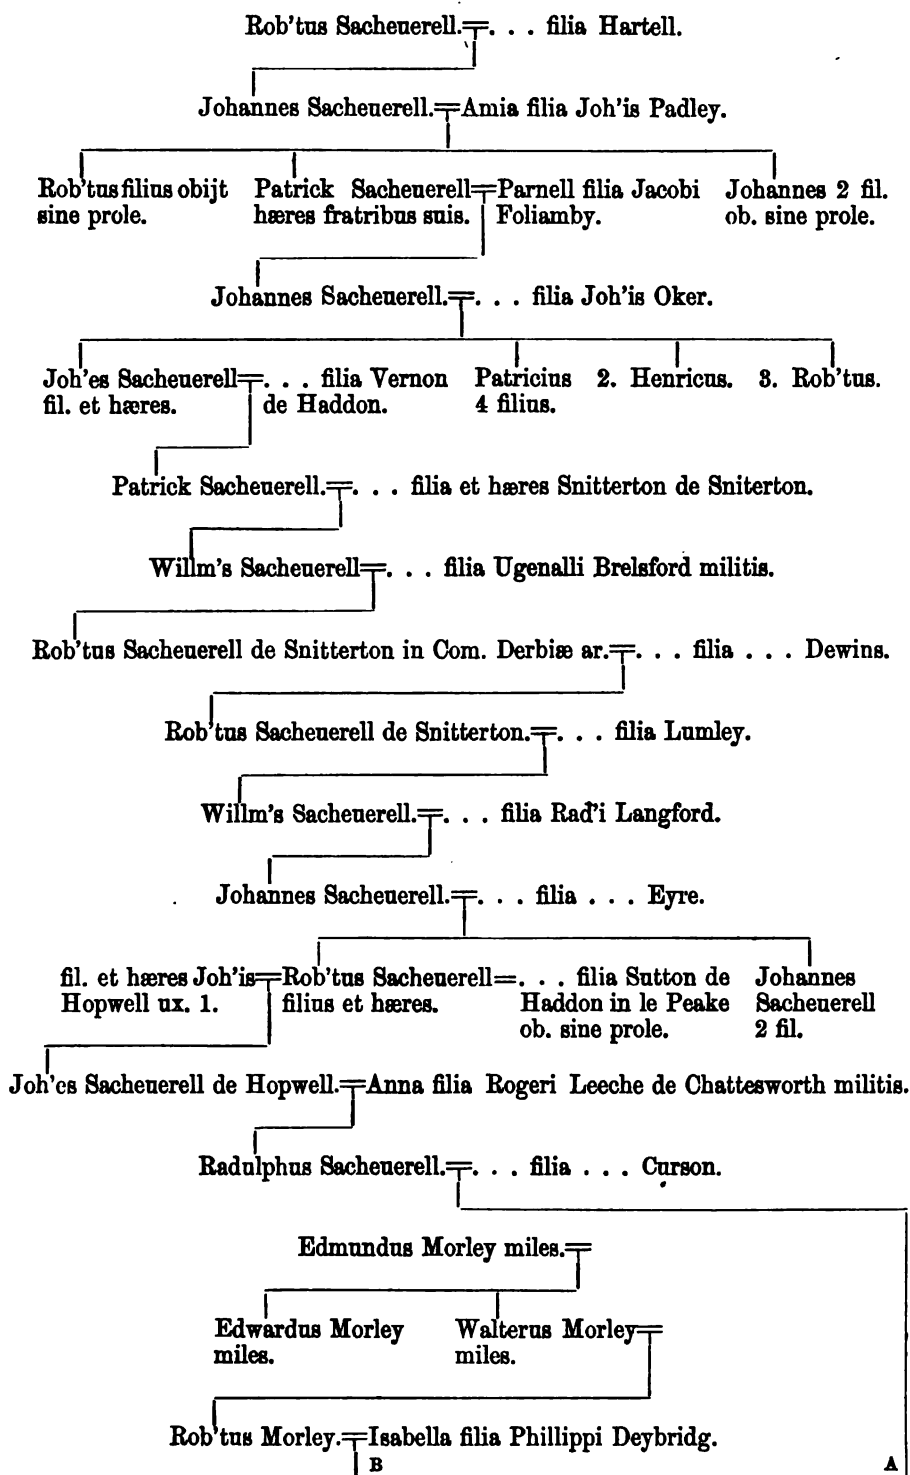 Rob'tus Sacheuerell.=. . . filia Hartell.
Johannes Sacheuerell.=Amia filia Joh'is Padley.
Rob'tus filius obijt sine prole.
Patrick Sacheuerell=Parnell filia Jacobi
hæres fratribus suis. Foliamby.
Johannes 2 fil.
ob. sine prole.
Johannes Sacheuerell.=. . . filia Joh'is Oker.
Joh'es Sacheuerell=. . . filia Vernon
fil. et hæres. de Haddon.
Patricius
4 filius.
2. Henricus.
3. Rob'tus.
Patrick Sacheuerell.=. . . filia et hæres Snitterton de Sniterton.
Willm's Sacheuerell=. . . filia Ugenalli Brelsford militis.
Rob'tus Sacheuerell de Snitterton in Com. Derbiæ ar.=. . . filia . . . Dewins.
Rob'tus Sacheuerell de Snitterton.=. . . filia Lumley.
Willm's Sacheuerell.=. . . filia Rad'i Langford.
Johannes Sacheuerell.=. . . filia . . . Eyre.
fil. et hæres Joh'is=Rob'tus Sacheuerell=. . . filia Sutton de
Hopwell ux. 1. filius et hæres. Haddon in le Peake
ob. sine prole.
Johannes
Sacheuerell
2 fil.
Joh'es Sacheuerell de Hopwell.=Anna filia Rogeri Leeche de Chattesworth militis.
Radulphus Sacheuerell.=. . . filia . . . Curson.
Edmundus Morley miles.=
Edwardus Morley
miles.
Walterus Morley=
miles.
Rob'tus Morley.=Isabella filia Phillippi Deybridg.
B A